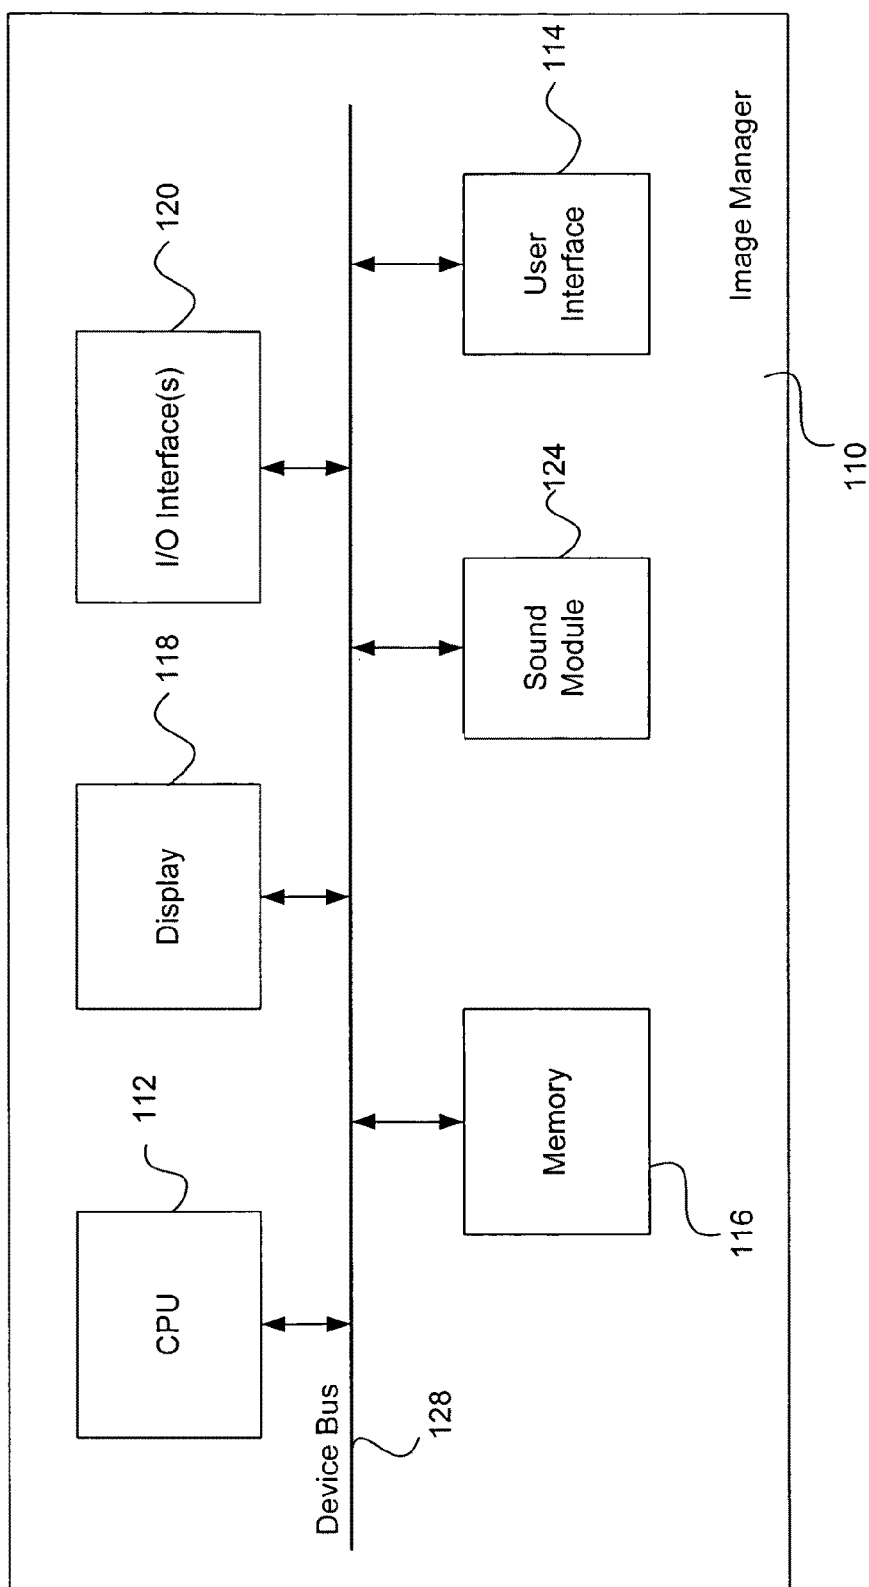 CPU
112
Display
118
I/O Interface(s)
120
Device Bus
128
Memory
116
Sound
Module
124
User
Interface
114
Image Manager
110